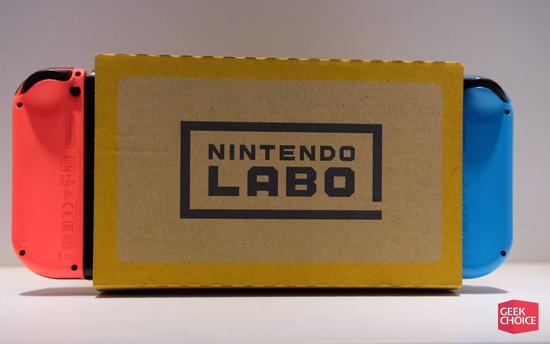 NINTENDO
LABO
GEEK
CHOICE